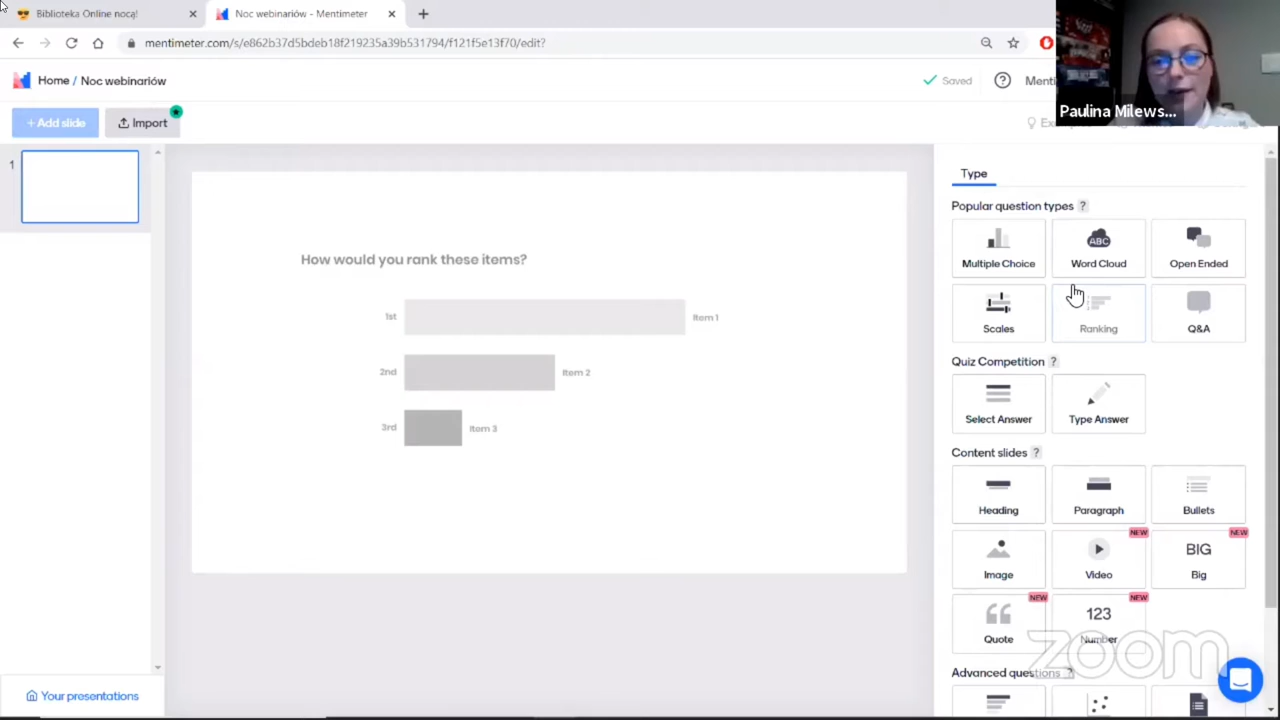 Biblioteka Online nocą!
Noc webinariów - Mentimeter
mentimeter.com/s/e862b37d5bdeb18f219235a39b531794/f121f5e13f70/edit?
Home / Noc webinariów
Saved
Menti
Paulina Milews...
+ Add slide
Import
1
Type
Popular question types ?
How would you rank these items?
1st
Item 1
2nd
Item 2
3rd
Item 3
ABC
Multiple Choice
Word Cloud
Open Ended
Scales
Ranking
Q&A
Quiz Competition ?
Select Answer
Type Answer
Content slides ?
Heading
Paragraph
Bullets
NEW
NEW
BIG
Image
Video
Big
NEW
NEW
123
Quote
Number
zoom
Advanced questions ?
Your presentations